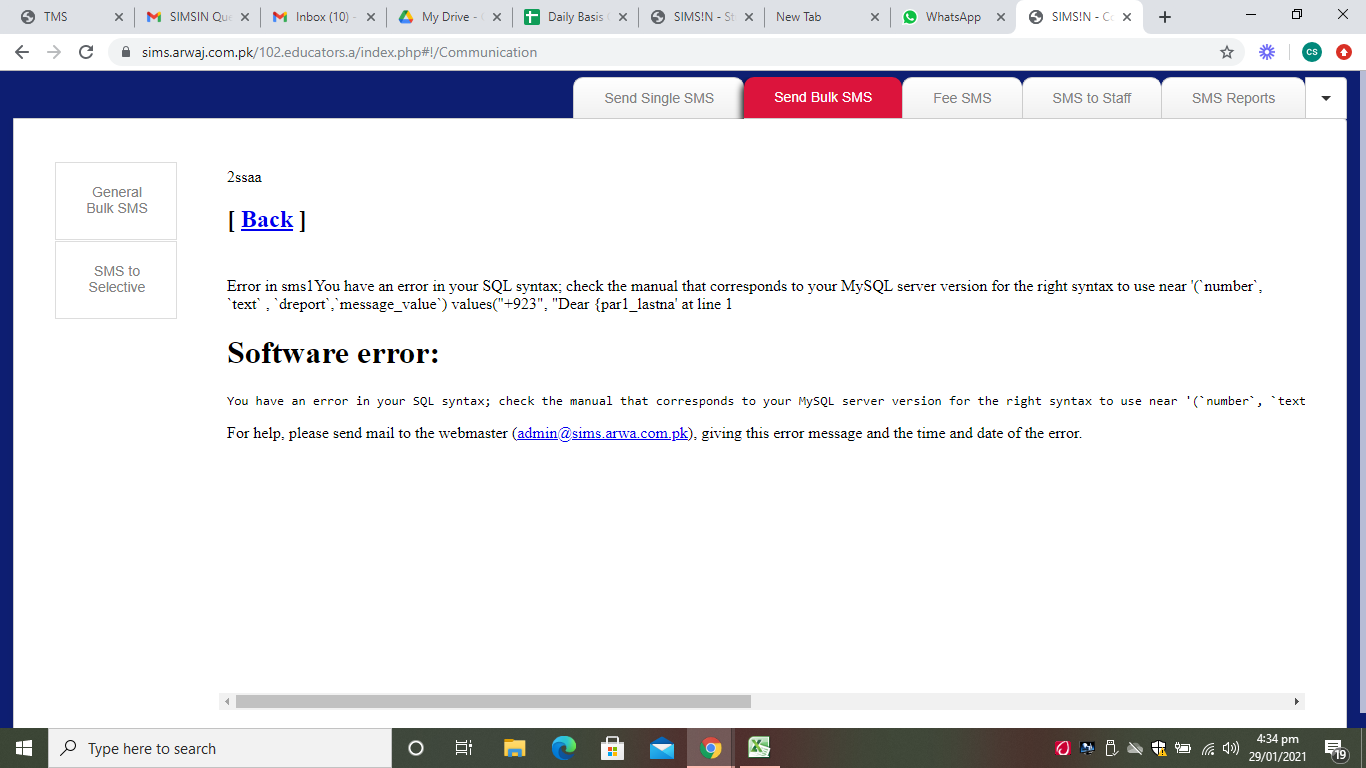 TMS
SIMSIN Que
Inbox (10) -
My Drive -
Daily Basis
SIMS!N - St
New Tab
WhatsApp
SIMS!N - Co
sims.arwaj.com.pk/102.educators.a/index.php#!/Communication
CS
Send Single SMS
Send Bulk SMS
Fee SMS
SMS to Staff
SMS Reports
General
Bulk SMS
SMS to
Selective
2ssaa
[ Back ]
Error in sms1You have an error in your SQL syntax; check the manual that corresponds to your MySQL server version for the right syntax to use near '(`number`,
`text` , `dreport`,`message_value`) values("+923", "Dear {par1_lastna' at line 1
Software error:
You have an error in your SQL syntax; check the manual that corresponds to your MySQL server version for the right syntax to use near '(`number`, `text
For help, please send mail to the webmaster (admin@sims.arwa.com.pk), giving this error message and the time and date of the error.
Type here to search
4:34 pm
29/01/2021
19